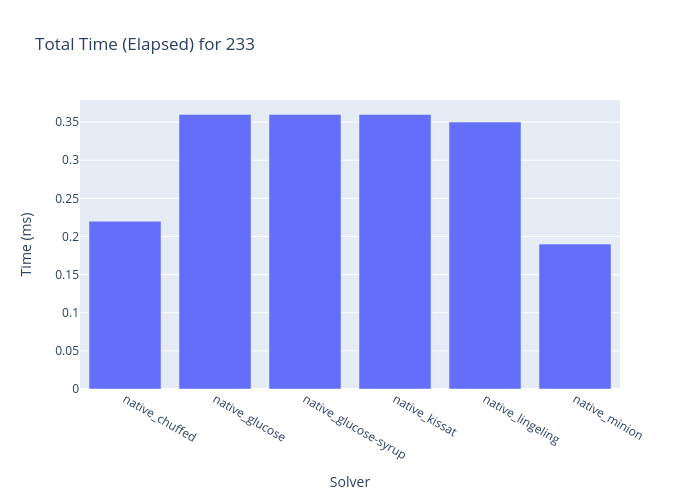 Total Time (Elapsed) for 233
Time (ms)
0.35
0.3
0.25
0.2
0.15
0.1
0.05
0
native_chuffed
native_glucose
native_glucose-syrup
native_kissat
native_lingeling
native_minion
Solver